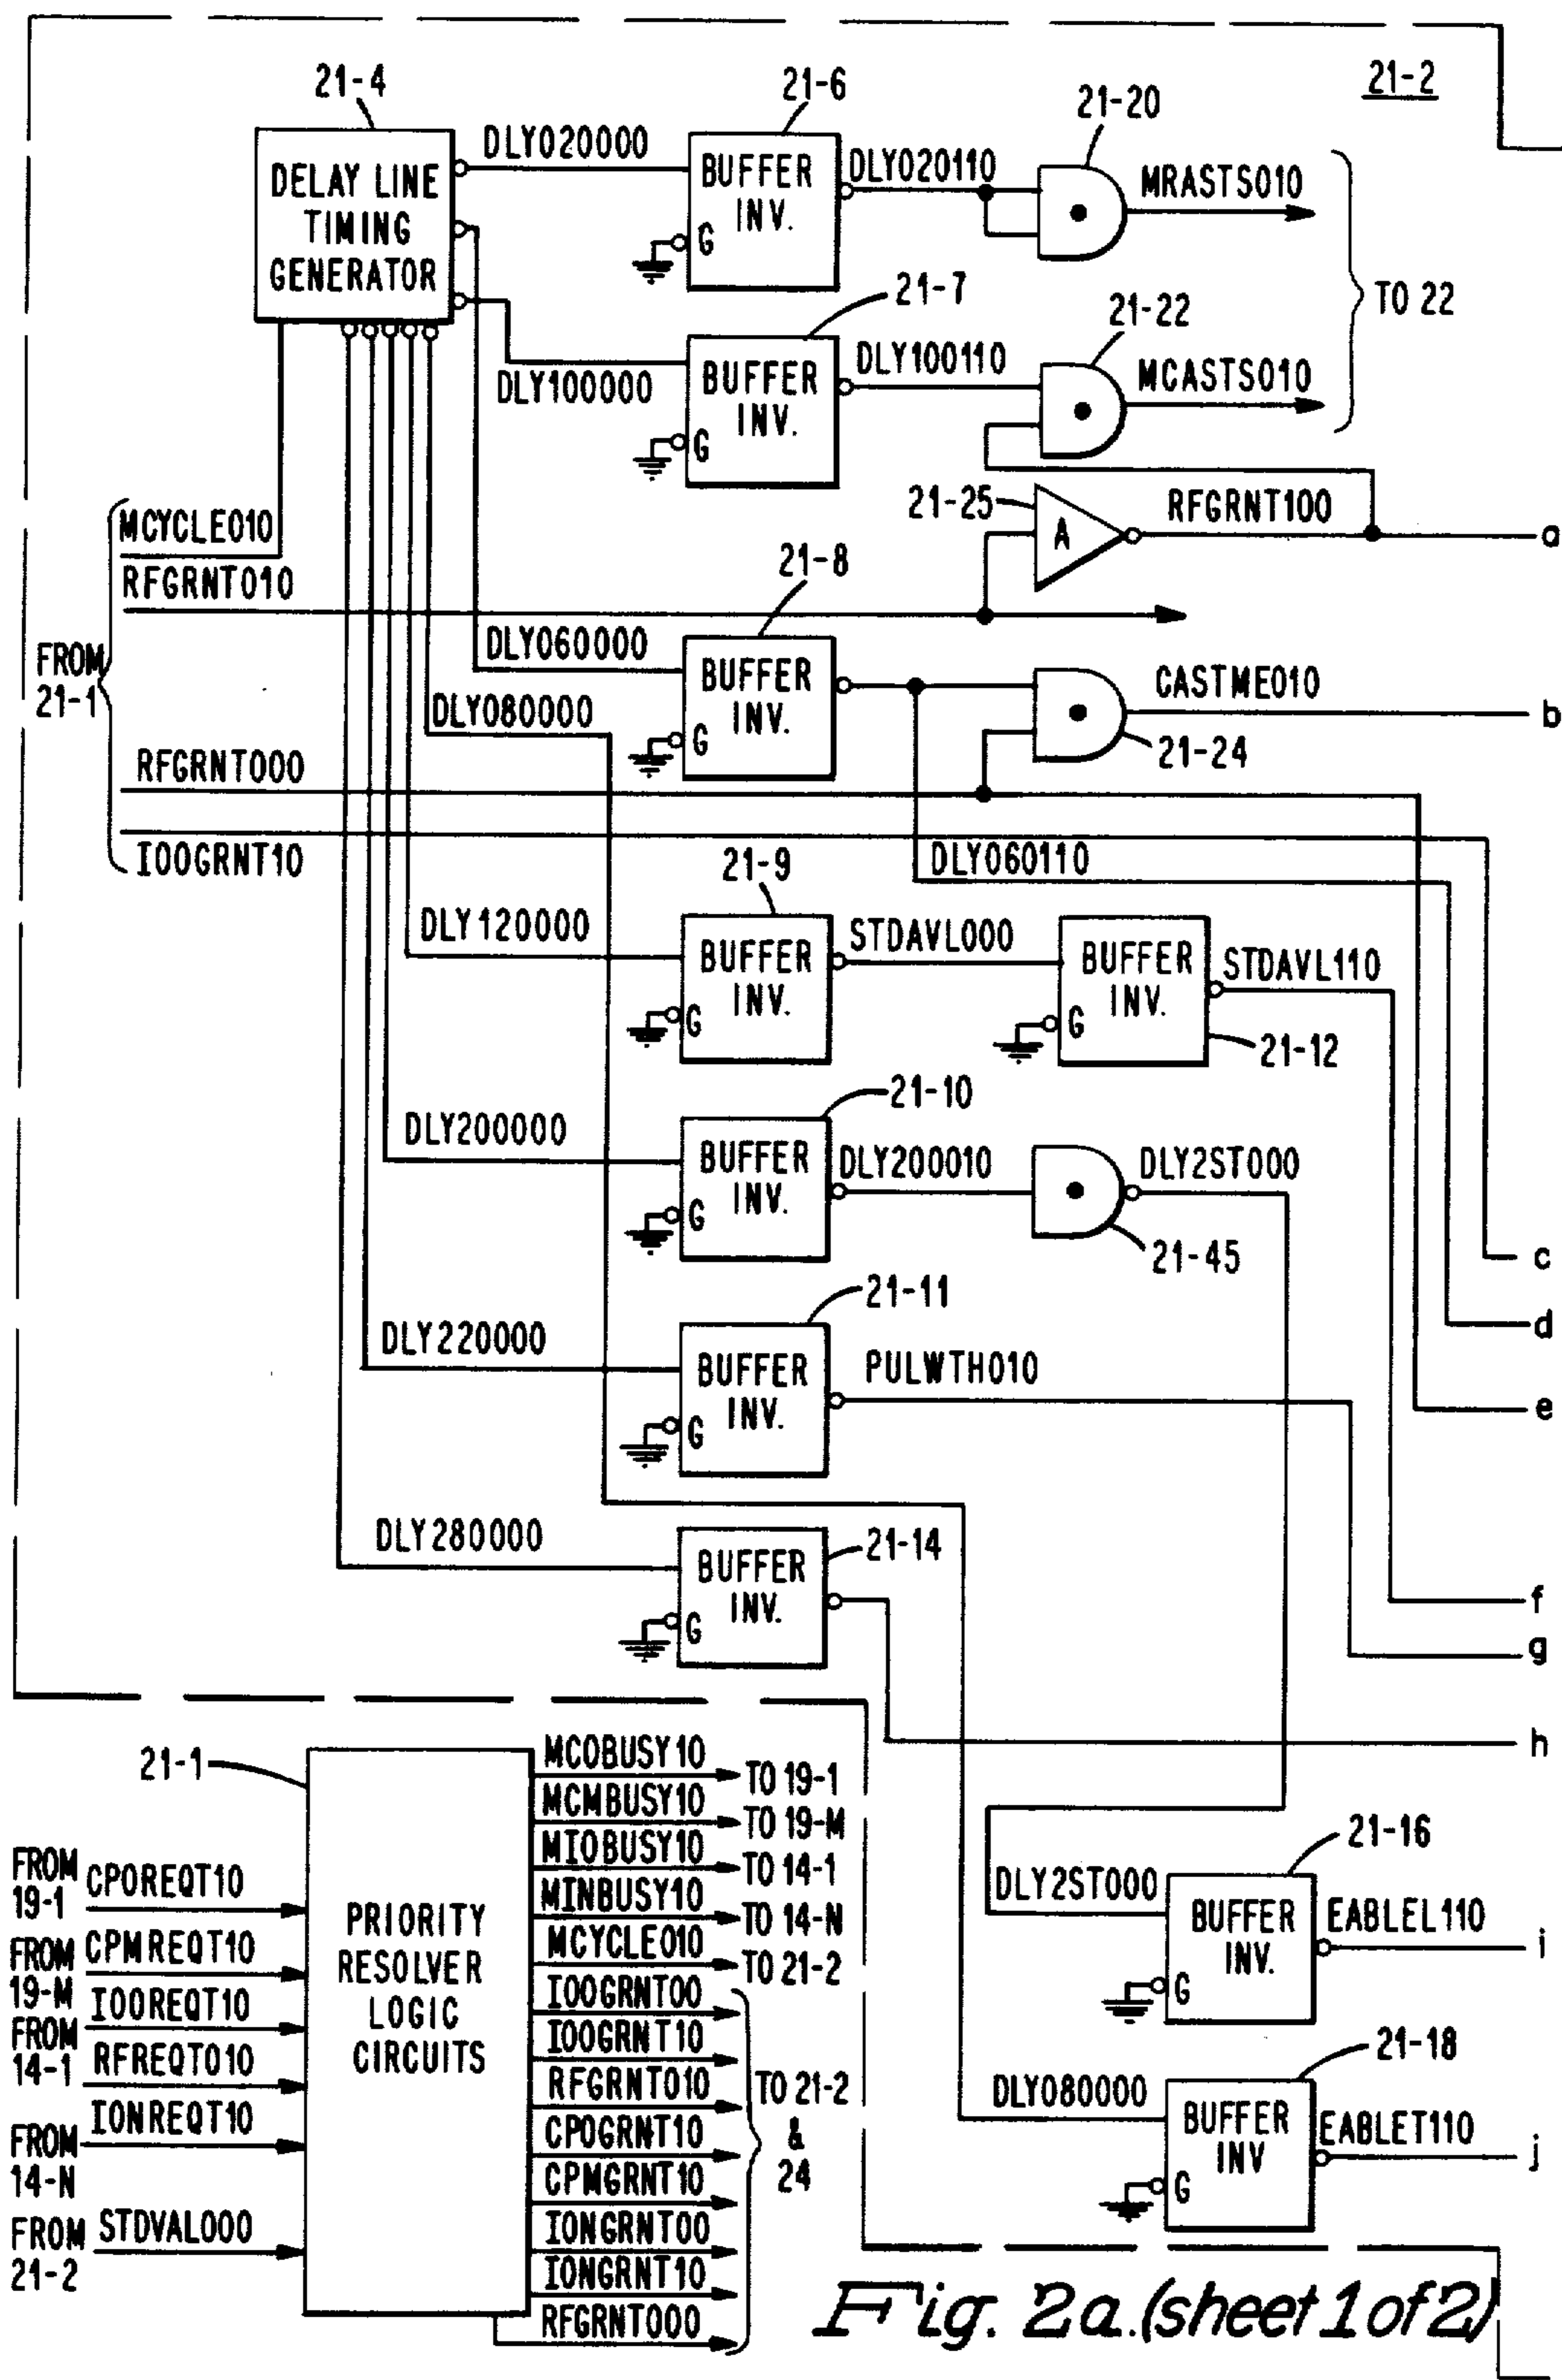 21-2
21-4
21-6
21-20
DELAY LINE
TIMING
GENERATOR
DLY020000
BUFFER
INV.
G
DLY020110
MRASTS010
TO 22
21-7
21-22
DLY100000
BUFFER
INV.
G
DLY100110
MCASTS010
21-25
A
RFGRNT100
a
FROM
21-1
MCYCLE010
RFGRNT010
21-8
DLY060000
BUFFER
INV.
G
CASTME010
b
21-24
DLY080000
RFGRNT000
I00GRNT10
DLY060110
21-9
DLY120000
BUFFER
INV.
G
STDAVL000
BUFFER
INV.
G
STDAVL110
21-12
21-10
DLY200000
BUFFER
INV.
G
DLY200010
DLY2ST000
21-45
c
21-11
d
DLY220000
BUFFER
INV.
G
PULWTH010
e
DLY280000
BUFFER
INV.
G
21-14
f
g
h
21-1
PRIORITY
RESOLVER
LOGIC
CIRCUITS
FROM
19-1
CPOREQT10
FROM
19-M
CPMREQT10
FROM
14-1
IOOREQT10
RFREQT010
FROM
14-N
IONREQT10
FROM
21-2
STDVAL000
MCOBUSY10
TO 19-1
MCMBUSY10
TO 19-M
MIOBUSY10
TO 14-1
MINBUSY10
TO 14-N
MCYCLE010
TO 21-2
IOOGRNT00
IOOGRNT10
RFGRNT010
CPOGRNT10
CPMGRNT10
IONGRNT00
IONGRNT10
RFGRNT000
TO 21-2
&
24
21-16
DLY2ST000
BUFFER
INV.
G
EABLEL110
i
21-18
DLY080000
BUFFER
INV
G
EABLET110
j
Fig. 2a. (sheet 1 of 2)